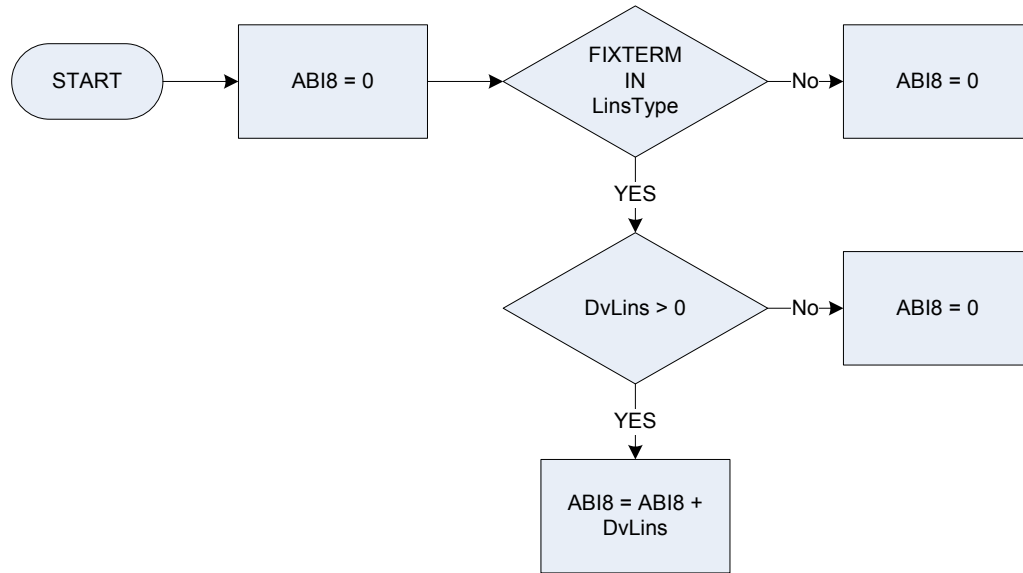 START
ABI8 = 0
FIXTERM
IN
LinsType
No
ABI8 = 0
YES
DvLins > 0
No
ABI8 = 0
YES
ABI8 = ABI8 +
DvLins